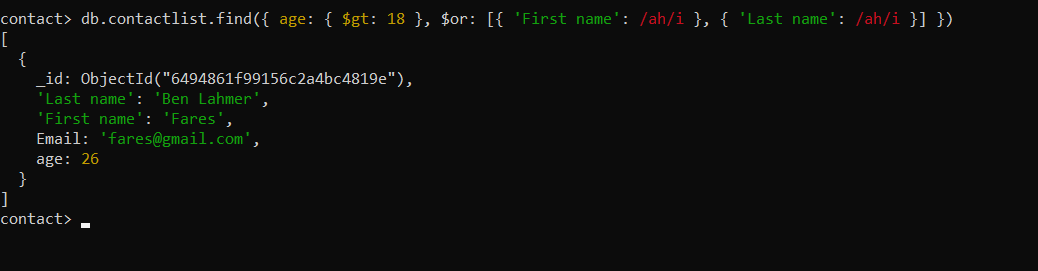 contact> db.contactlist.find({ age: { $gt: 18 }, $or: [{ 'First name': /ah/i }, { 'Last name': /ah/i }] })
[
  {
    _id: ObjectId("6494861f99156c2a4bc4819e"),
    'Last name': 'Ben Lahmer',
    'First name': 'Fares',
    Email: 'fares@gmail.com',
    age: 26
  }
]
contact>